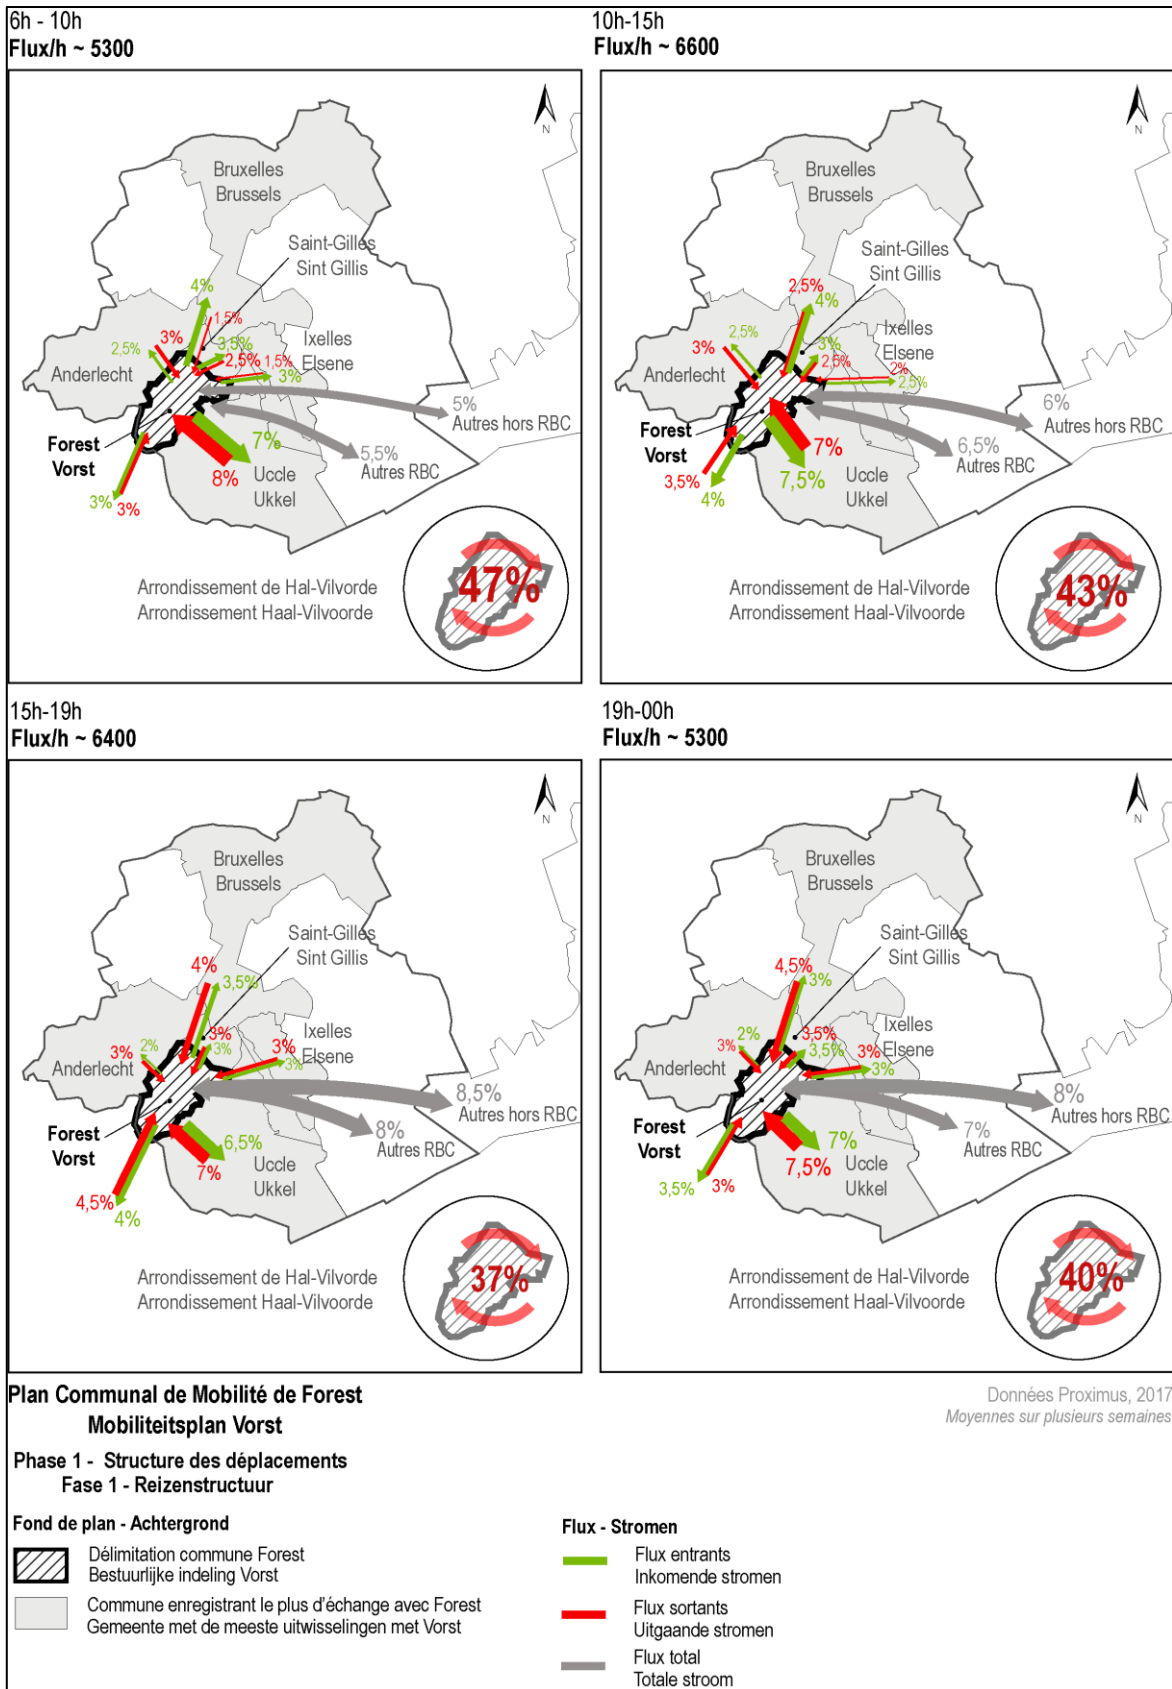 6h - 10h
Flux/h ~ 5300
Bruxelles
Brussels
Saint-Gilles
Sint Gillis
4%
1,5%
3%
3,5%
2,5%
2,5%
1,5%
3%
Ixelles
Elsene
Anderlecht
5%
Autres hors RBC
Forest
Vorst
7%
5,5%
Autres RBC
8%
Uccle
Ukkel
3%
3%
Arrondissement de Hal-Vilvorde
Arrondissement Haal-Vilvoorde
47%
N
10h-15h
Flux/h ~ 6600
Bruxelles
Brussels
Saint-Gilles
Sint Gillis
2,5%
4%
2,5%
3%
3%
2,5%
2%
2,5%
Ixelles
Elsene
Anderlecht
6%
Autres hors RBC
Forest
Vorst
7%
6,5%
Autres RBC
7,5%
Uccle
Ukkel
3,5%
4%
Arrondissement de Hal-Vilvorde
Arrondissement Haal-Vilvoorde
43%
N
15h-19h
Flux/h ~ 6400
Bruxelles
Brussels
Saint-Gilles
Sint Gillis
4%
3,5%
3%
2%
3%
3%
3%
3%
Ixelles
Elsene
Anderlecht
8,5%
Autres hors RBC
Forest
Vorst
6,5%
8%
Autres RBC
7%
Uccle
Ukkel
4,5%
4%
Arrondissement de Hal-Vilvorde
Arrondissement Haal-Vilvoorde
37%
N
19h-00h
Flux/h ~ 5300
Bruxelles
Brussels
Saint-Gilles
Sint Gillis
4,5%
3%
2%
3%
3,5%
3,5%
3%
3%
Ixelles
Elsene
Anderlecht
8%
Autres hors RBC
Forest
Vorst
7%
7%
Autres RBC
7,5%
Uccle
Ukkel
3,5%
3%
Arrondissement de Hal-Vilvorde
Arrondissement Haal-Vilvoorde
40%
N
Plan Communal de Mobilité de Forest
Mobiliteitsplan Vorst
Données Proximus, 2017
Moyennes sur plusieurs semaines
Phase 1 - Structure des déplacements
Fase 1 - Reizenstructuur
Fond de plan - Achtergrond
Délimitation commune Forest
Bestuurlijke indeling Vorst
Commune enregistrant le plus d'échange avec Forest
Gemeente met de meeste uitwisselingen met Vorst
Flux - Stromen
Flux entrants
Inkomende stromen
Flux sortants
Uitgaande stromen
Flux total
Totale stroom